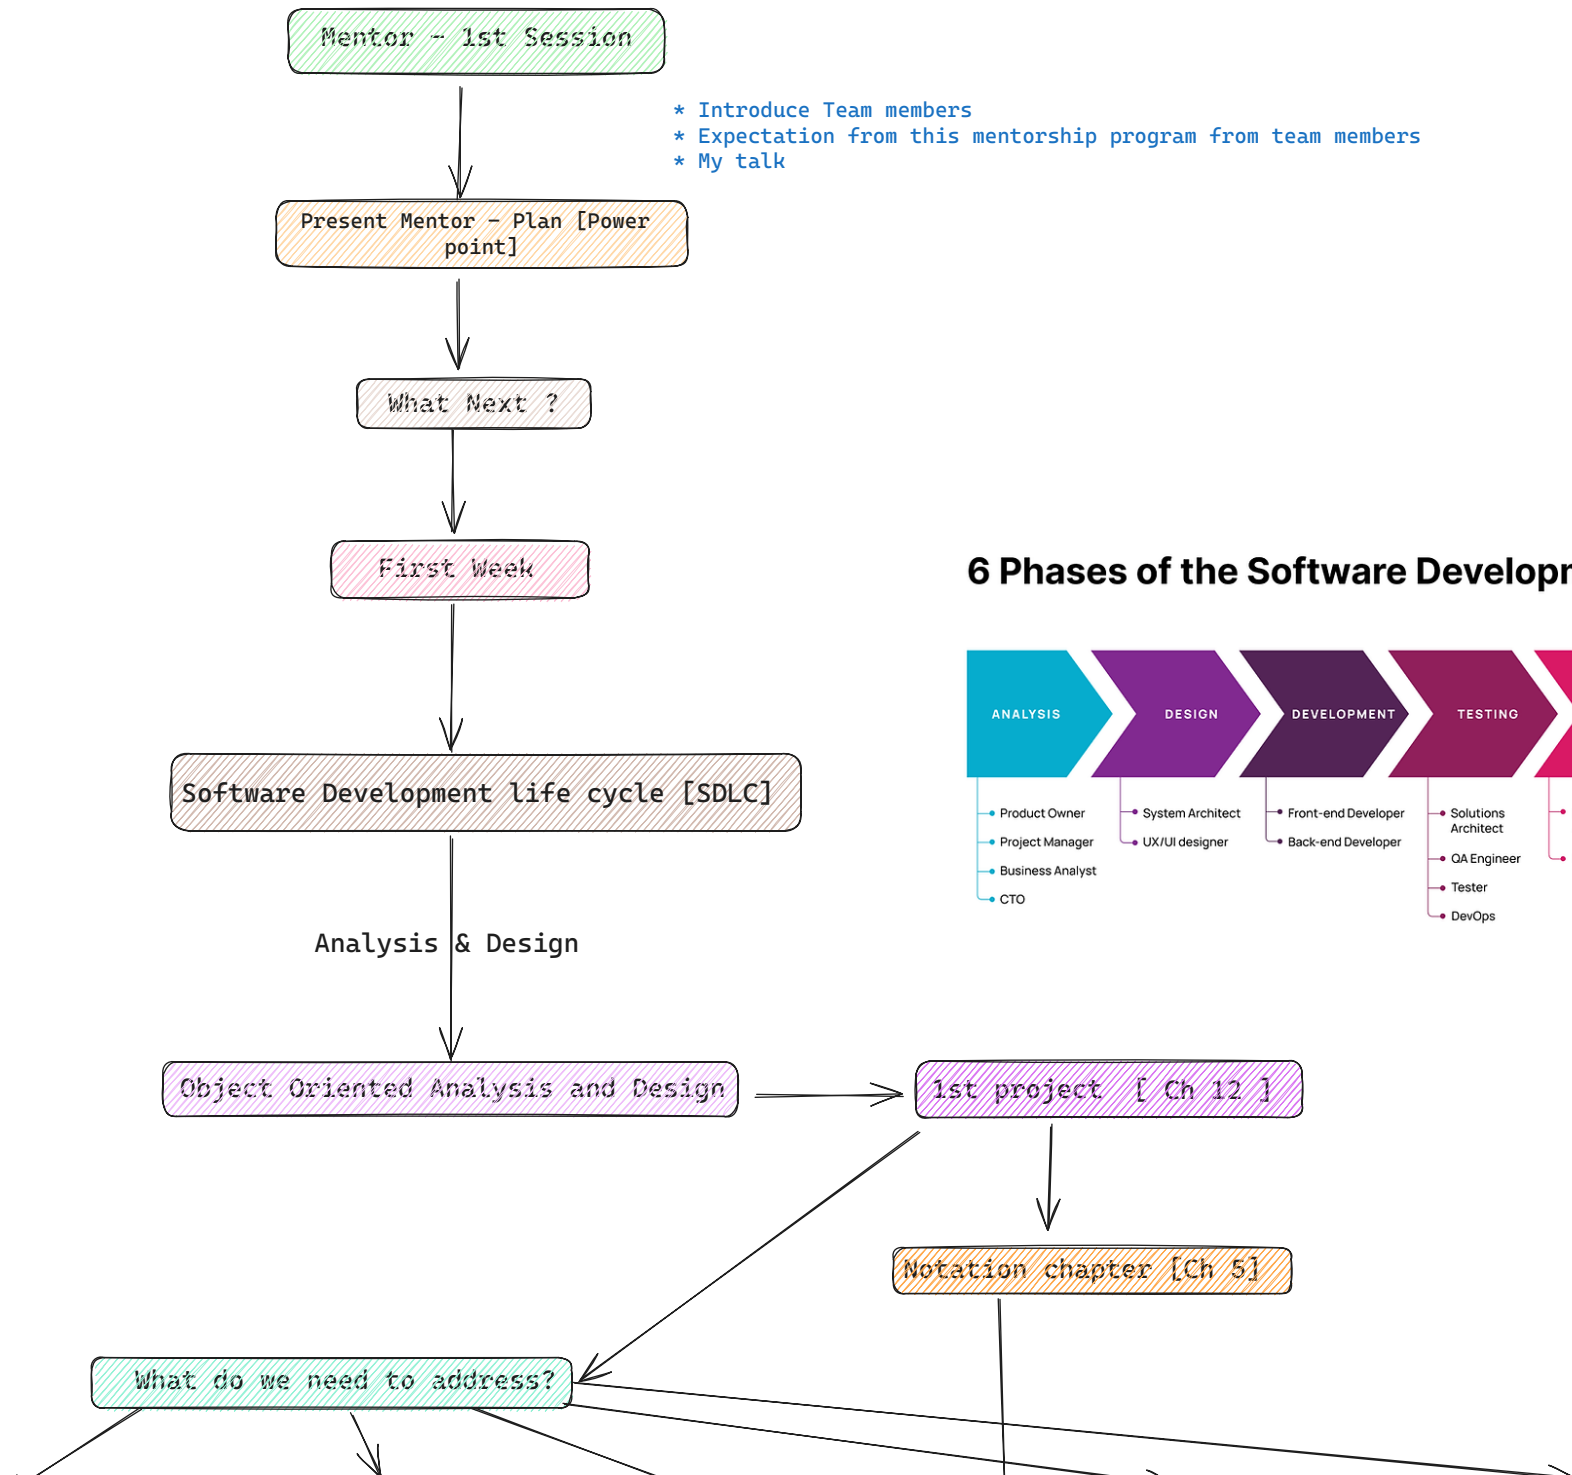 Mentor - 1st Session
* Introduce Team members
* Expectation from this mentorship program from team members
* My talk
Present Mentor - Plan [Power
point]
What Next ?
First Week
6 Phases of the Software
ANALYSIS
DESIGN
DEVELOPMENT
TESTING
Product Owner
Project Manager
Business Analyst
CTO
System Architect
UX/UI designer
Front-end Developer
Back-end Developer
Solutions
Architect
QA Engineer
Tester
DevOps
Software Development life cycle [SDLC]
Analysis & Design
Object Oriented Analysis and Design
1st project [ Ch 12 ]
Notation chapter [Ch 5]
What do we need to address?